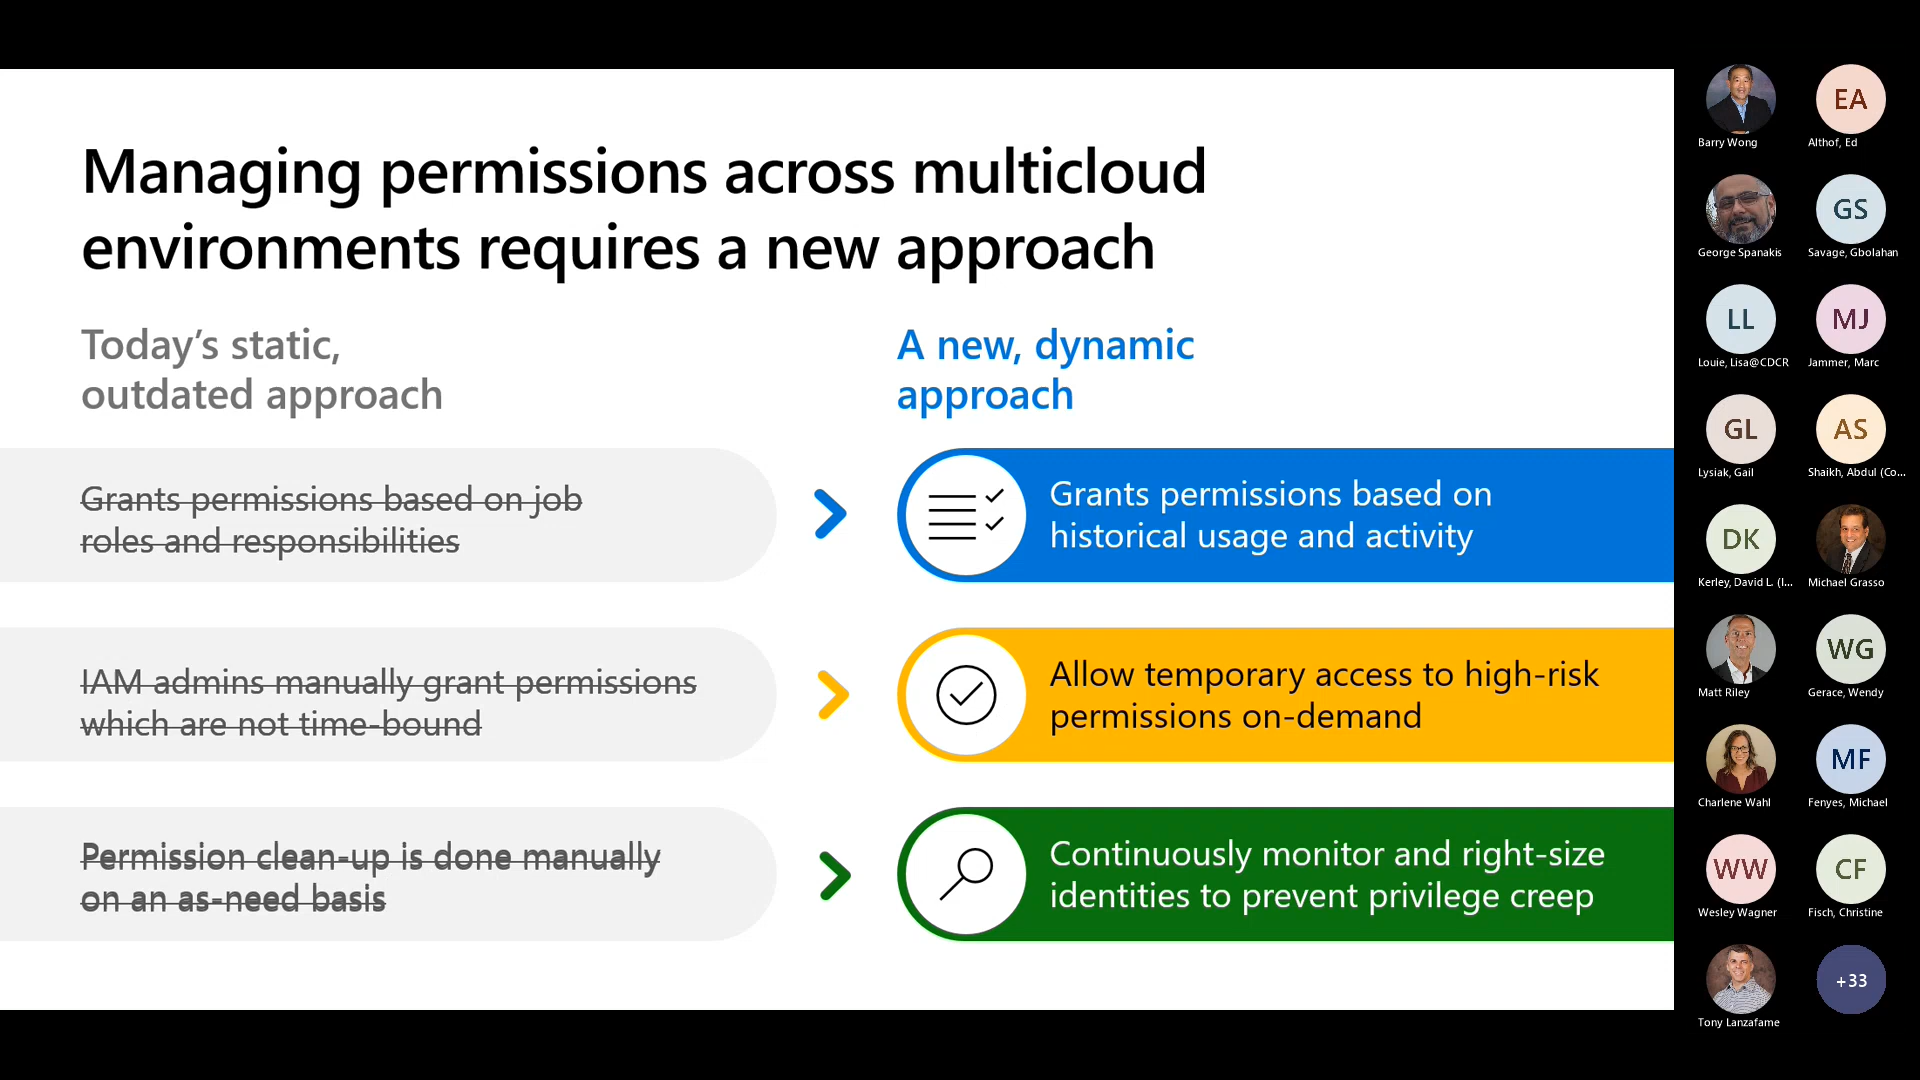 Managing permissions across multicloud
environments requires a new approach
Today’s static,
outdated approach
A new, dynamic
approach
Grants permissions based on job
roles and responsibilities
Grants permissions based on
historical usage and activity
IAM admins manually grant permissions
which are not time-bound
Allow temporary access to high-risk
permissions on-demand
Permission clean-up is done manually
on an as-need basis
Continuously monitor and right-size
identities to prevent privilege creep
Barry Wong
EA
Althof, Ed
George Spanakis
GS
Savage, Gbolahan
LL
Louie, Lisa@CDCR
MJ
Jammer, Marc
GL
Lysiak, Gail
AS
Shaikh, Abdul (Co...
DK
Kerley, David L. (I...
Michael Grasso
Matt Riley
WG
Gerace, Wendy
Charlene Wahl
MF
Fenyes, Michael
WW
Wesley Wagner
CF
Fisch, Christine
Tony Lanzafame
+33